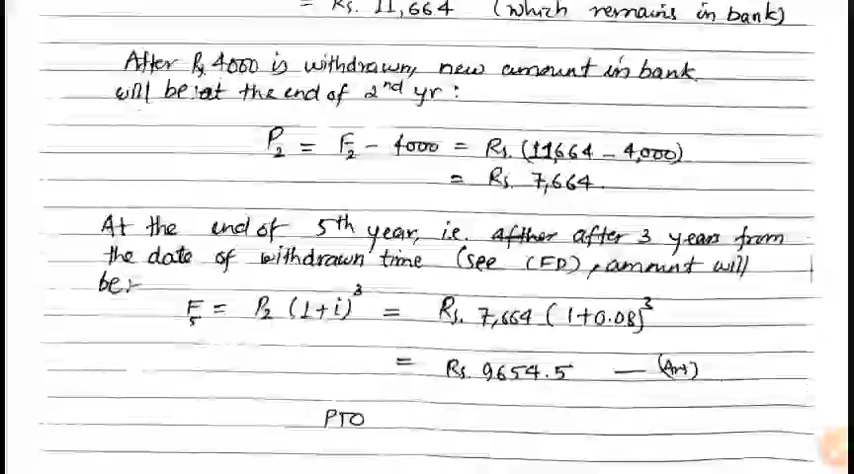 = Rs. 11,664 (which remains in bank)
After Rs. 4000 is withdrawn, new amount in bank
will be at the end of 2nd yr :
P2 = F2 - 4000 = Rs. (11664 - 4,000)
= Rs. 7,664.
At the end of 5th year, i.e. after 3 years from
the date of withdrawn time (see CFD), amount will
be:-
F5 = P2 (1+i)^3 = Rs. 7,664 (1+0.08)^3
= Rs. 9654.5 — (Ans)
PTO